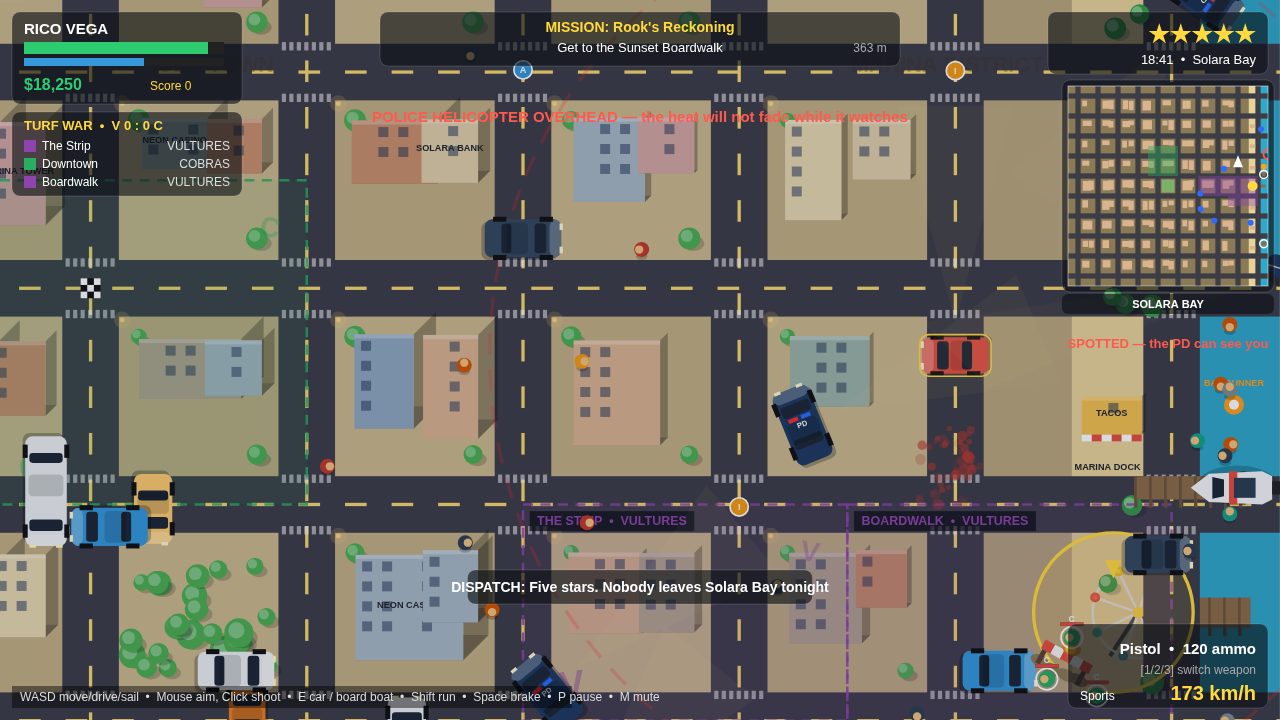 RICO VEGA
$18,250
Score 0
MISSION: Rook's Reckoning
Get to the Sunset Boardwalk
363 m
★★★★★
18:41 • Solara Bay
TURF WAR • V 0 : 0 C
The Strip VULTURES
Downtown COBRAS
Boardwalk VULTURES
POLICE HELICOPTER OVERHEAD — the heat will not fade while it watches
A
!
SOLARA BANK
C
SOLARA BAY
SPOTTED — the PD can see you
TACOS
MARINA DOCK
PD
!
THE STRIP • VULTURES
BOARDWALK • VULTURES
V
DISPATCH: Five stars. Nobody leaves Solara Bay tonight
NEON CAS
C
C
C
V
PD
Pistol • 120 ammo
[1/2/3] switch weapon
Sports 173 km/h
WASD move/drive/sail • Mouse aim, Click shoot • E car / board boat • Shift run • Space brake • P pause • M mute